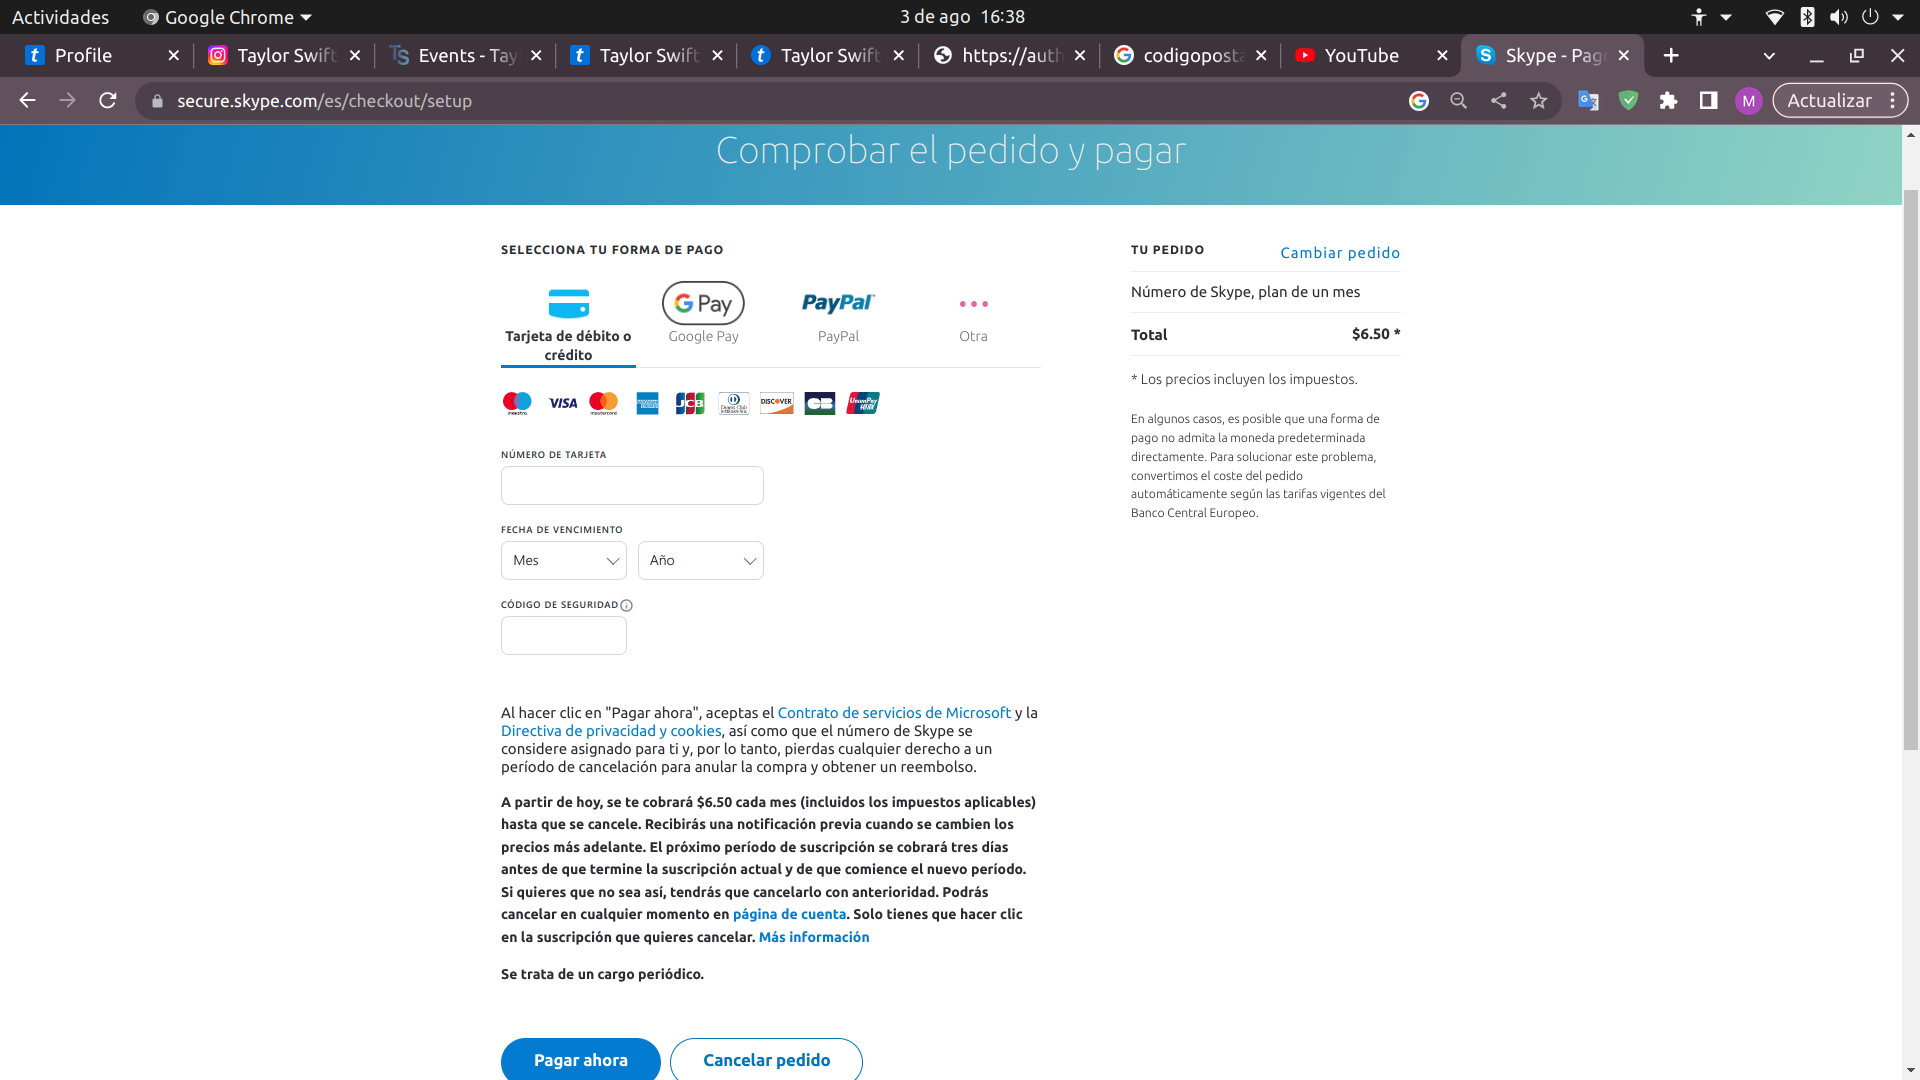 Actividades
Google Chrome
3 de ago 16:38
Profile
Taylor Swift
Events - Tay
Taylor Swift
Taylor Swift
https://auth
codigoposta
YouTube
Skype - Pag
secure.skype.com/es/checkout/setup
M
Actualizar
Comprobar el pedido y pagar
SELECCIONA TU FORMA DE PAGO
Tarjeta de débito o
crédito
G Pay
Google Pay
PayPal
PayPal
Otra
maestro
VISA
mastercard
JCB
DISCOVER
CB
UnionPay
NÚMERO DE TARJETA
FECHA DE VENCIMIENTO
Mes
Año
CÓDIGO DE SEGURIDAD
Al hacer clic en "Pagar ahora", aceptas el Contrato de servicios de Microsoft y la
Directiva de privacidad y cookies, así como que el número de Skype se
considere asignado para ti y, por lo tanto, pierdas cualquier derecho a un
período de cancelación para anular la compra y obtener un reembolso.
A partir de hoy, se te cobrará $6.50 cada mes (incluidos los impuestos aplicables)
hasta que se cancele. Recibirás una notificación previa cuando se cambien los
precios más adelante. El próximo período de suscripción se cobrará tres días
antes de que termine la suscripción actual y de que comience el nuevo período.
Si quieres que no sea así, tendrás que cancelarlo con anterioridad. Podrás
cancelar en cualquier momento en página de cuenta. Solo tienes que hacer clic
en la suscripción que quieres cancelar. Más información
Se trata de un cargo periódico.
Pagar ahora
Cancelar pedido
TU PEDIDO
Cambiar pedido
Número de Skype, plan de un mes
Total
$6.50 *
* Los precios incluyen los impuestos.
En algunos casos, es posible que una forma de
pago no admita la moneda predeterminada
directamente. Para solucionar este problema,
convertimos el coste del pedido
automáticamente según las tarifas vigentes del
Banco Central Europeo.